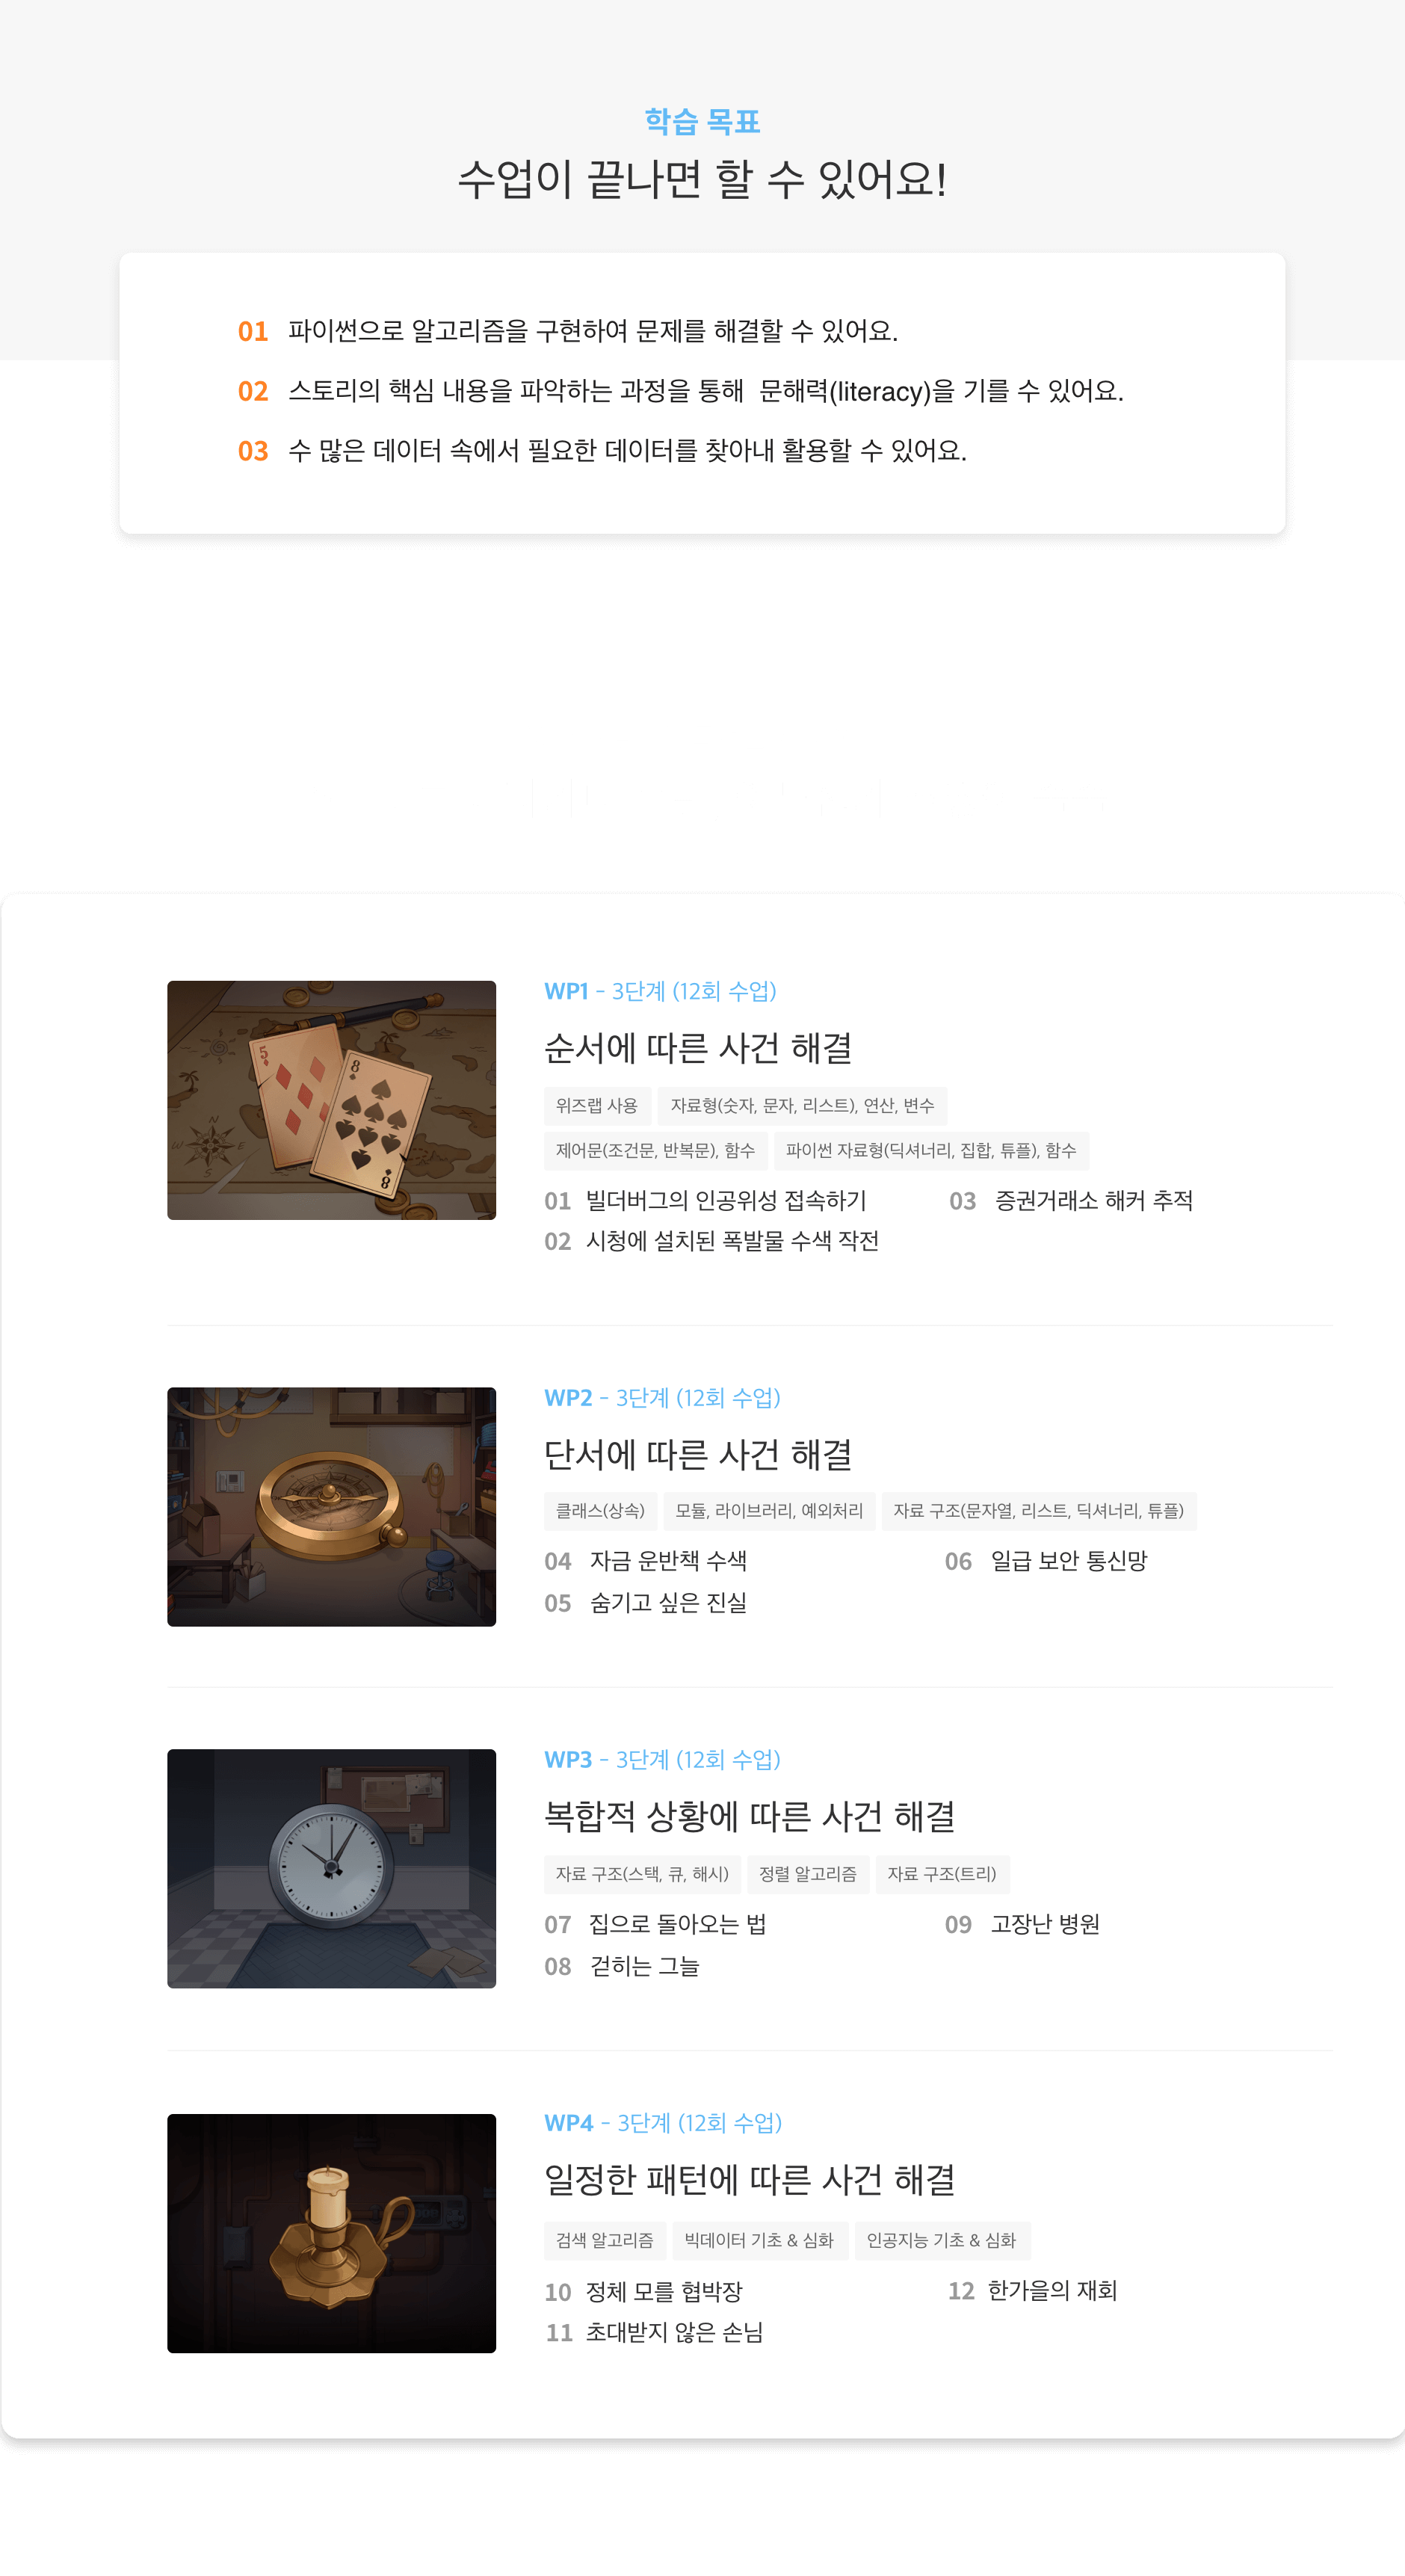 학습 목표
수업이 끝나면 할 수 있어요!
01 파이썬으로 알고리즘을 구현하여 문제를 해결할 수 있어요.
02 스토리의 핵심 내용을 파악하는 과정을 통해 문해력(literacy)을 기를 수 있어요.
03 수 많은 데이터 속에서 필요한 데이터를 찾아내 활용할 수 있어요.
WP1 - 3단계 (12회 수업)
순서에 따른 사건 해결
위즈랩 사용 자료형(숫자, 문자, 리스트), 연산, 변수
제어문(조건문, 반복문), 함수 파이썬 자료형(딕셔너리, 집합, 튜플), 함수
01 빌더버그의 인공위성 접속하기 03 증권거래소 해커 추적
02 시청에 설치된 폭발물 수색 작전
5
8
8
N
W E
S
WP2 - 3단계 (12회 수업)
단서에 따른 사건 해결
클래스(상속) 모듈, 라이브러리, 예외처리 자료 구조(문자열, 리스트, 딕셔너리, 튜플)
04 자금 운반책 수색 06 일급 보안 통신망
05 숨기고 싶은 진실
WP3 - 3단계 (12회 수업)
복합적 상황에 따른 사건 해결
자료 구조(스택, 큐, 해시) 정렬 알고리즘 자료 구조(트리)
07 집으로 돌아오는 법 09 고장난 병원
08 걷히는 그늘
WP4 - 3단계 (12회 수업)
일정한 패턴에 따른 사건 해결
검색 알고리즘 빅데이터 기초 & 심화 인공지능 기초 & 심화
10 정체 모를 협박장 12 한가을의 재회
11 초대받지 않은 손님